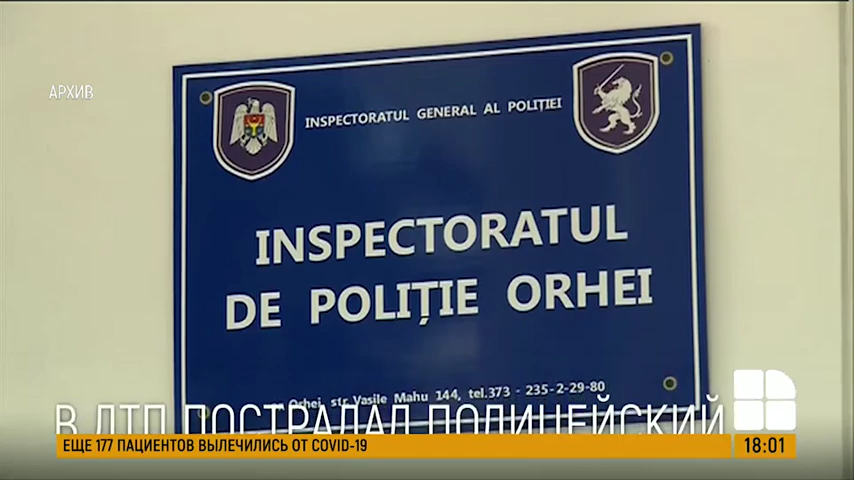 АРХИВ
INSPECTORATUL GENERAL AL POLIȚIEI
INSPECTORATUL
DE POLIȚIE ORHEI
Orhei, str. Vasile Mahu 144, tel.373 - 235-2-29-80
В ДТП ПОСТРАДАЛ ПОЛИЦЕЙСКИЙ
ЕЩЕ 177 ПАЦИЕНТОВ ВЫЛЕЧИЛИСЬ ОТ COVID-19
18:01